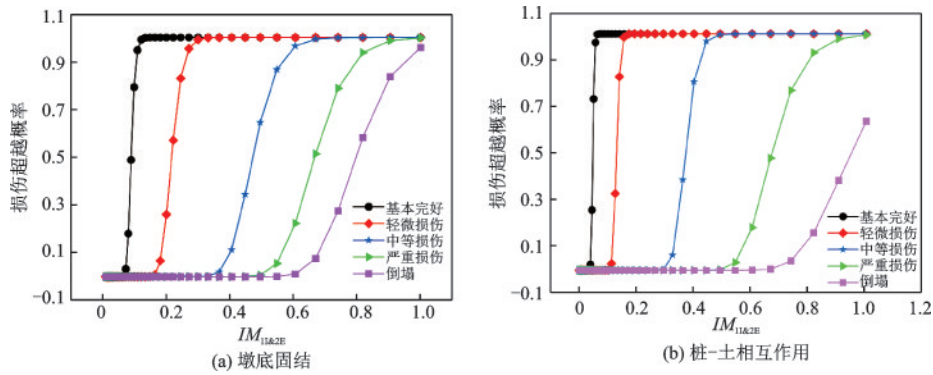 1.1
0.9
0.7
0.5
0.3
0.1
−0.1
损伤超越概率
基本完好
轻微损伤
中等损伤
严重损伤
倒塌
0 0.2 0.4 0.6 0.8 1.0
IM1I&2E
(a) 墩底固结
1.1
0.9
0.7
0.5
0.3
0.1
−0.1
损伤超越概率
基本完好
轻微损伤
中等损伤
严重损伤
倒塌
0 0.2 0.4 0.6 0.8 1.0 1.2
IM1I&2E
(b) 桩-土相互作用